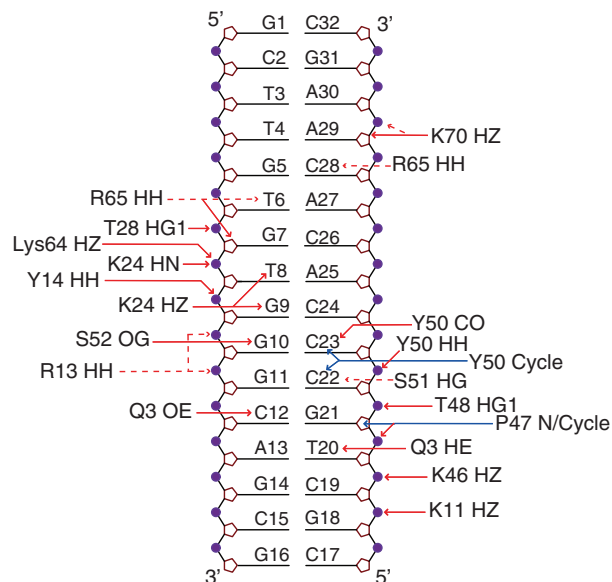 5’ G1 C32 3’
C2 G31
T3 A30
T4 A29
K70 HZ
G5 C28 R65 HH
R65 HH T6 A27
T28 HG1
G7 C26
Lys64 HZ
K24 HN
T8 A25
Y14 HH
K24 HZ G9 C24
Y50 CO
S52 OG G10 C23 Y50 HH
Y50 Cycle
R13 HH G11 C22 S51 HG
T48 HG1
Q3 OE C12 G21 P47 N/Cycle
A13 T20 Q3 HE
K46 HZ
G14 C19
K11 HZ
C15 G18
G16 C17
3’ 5’